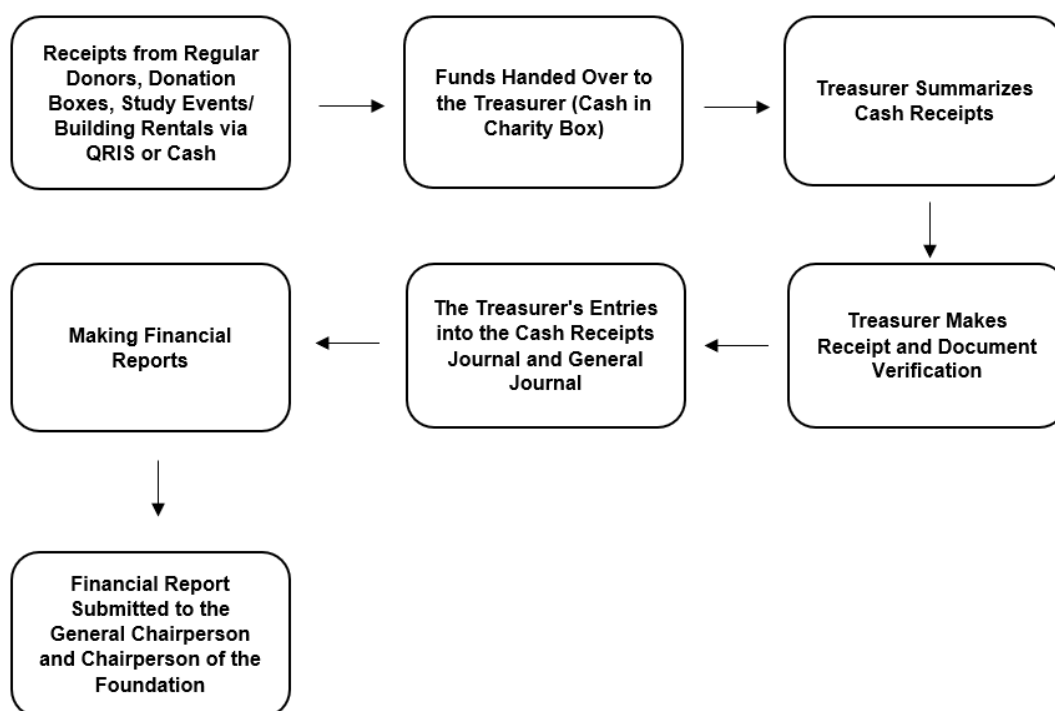 Receipts from Regular
Donors, Donation
Boxes, Study Events/
Building Rentals via
QRIS or Cash
Funds Handed Over to
the Treasurer (Cash in
Charity Box)
Treasurer Summarizes
Cash Receipts
Treasurer Makes
Receipt and Document
Verification
The Treasurer's Entries
into the Cash Receipts
Journal and General
Journal
Making Financial
Reports
Financial Report
Submitted to the
General Chairperson
and Chairperson of the
Foundation